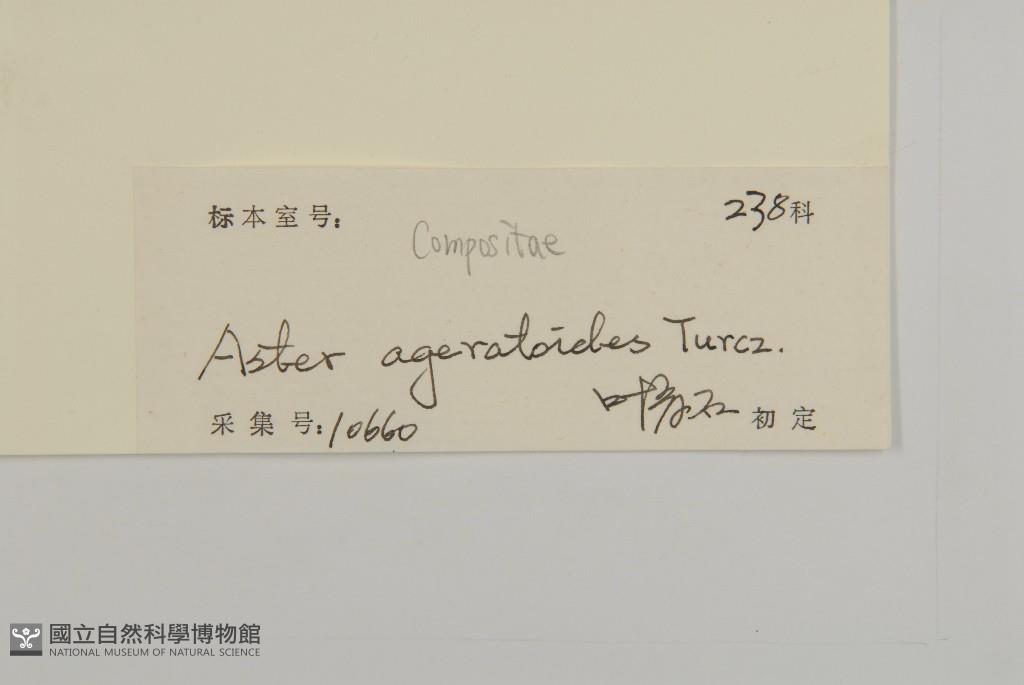 标本室号： 238科
Compositae
Aster ageratoides Turcz.
采集号：10660 叶 初定
國立自然科學博物館
NATIONAL MUSEUM OF NATURAL SCIENCE